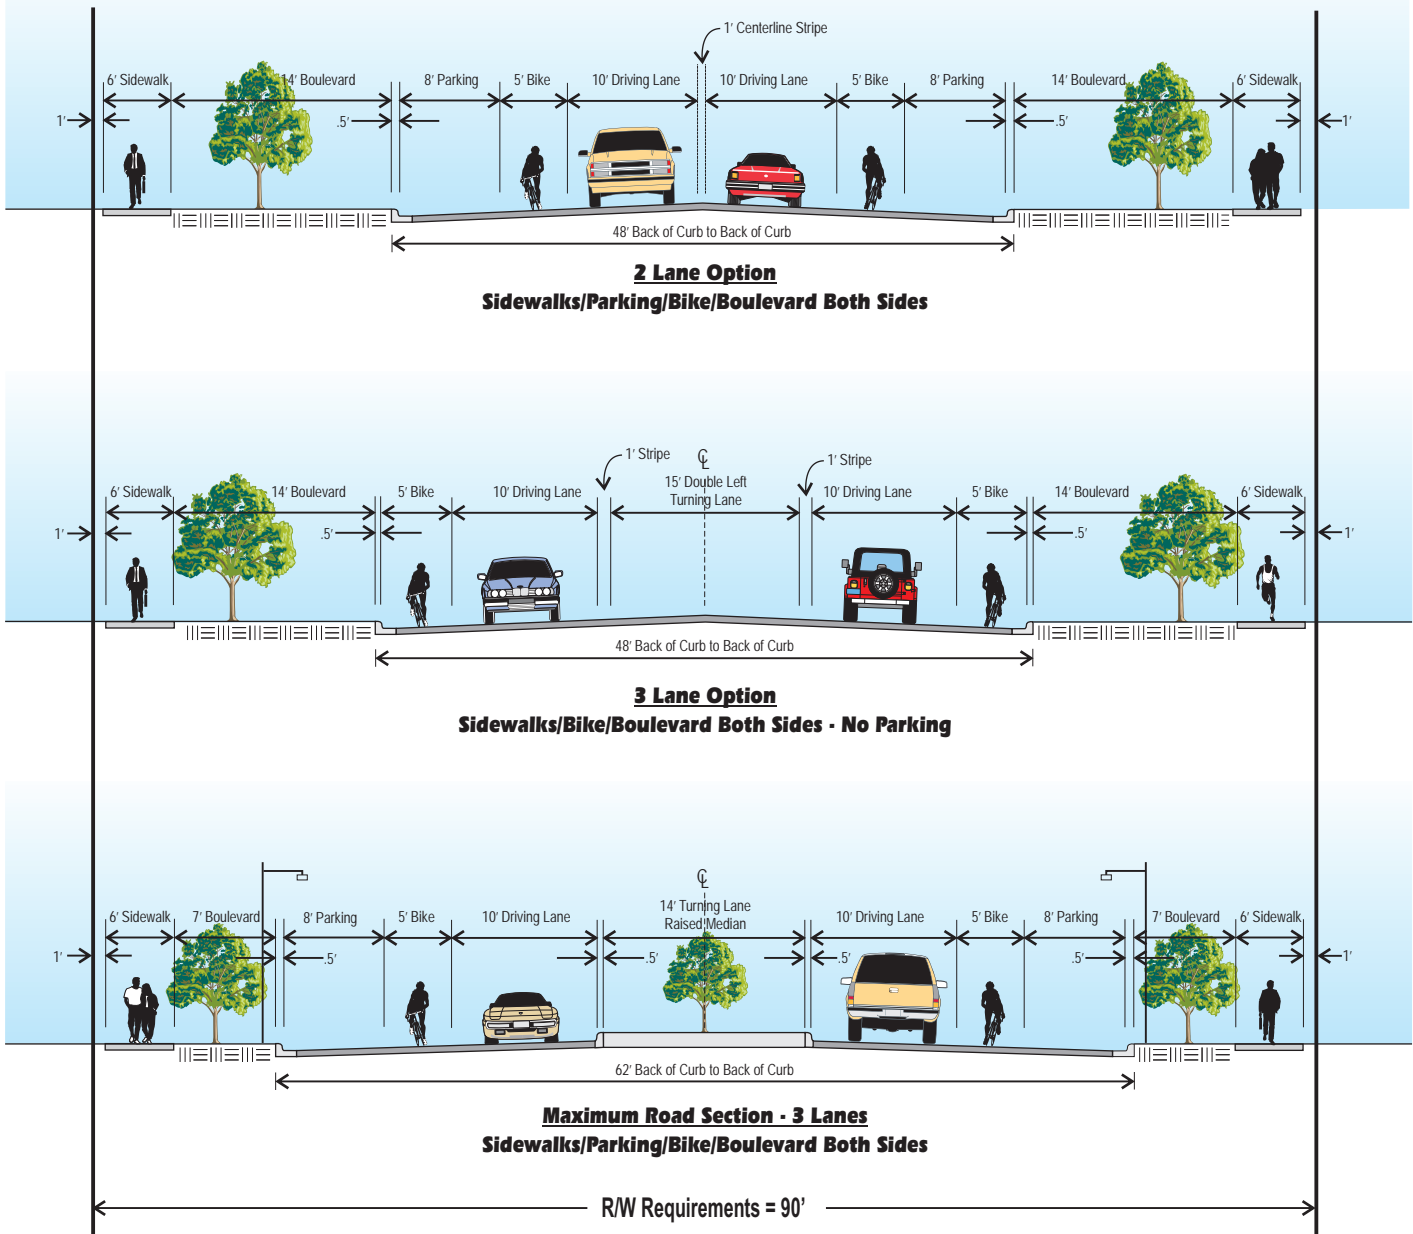 1' Centerline Stripe
6' Sidewalk 14' Boulevard 8' Parking 5' Bike 10' Driving Lane 10' Driving Lane 5' Bike 8' Parking 14' Boulevard 6' Sidewalk
1' .5' .5' 1'
48' Back of Curb to Back of Curb
2 Lane Option
Sidewalks/Parking/Bike/Boulevard Both Sides
1' Stripe ℄ 1' Stripe
6' Sidewalk 14' Boulevard 5' Bike 10' Driving Lane 15' Double Left 10' Driving Lane 5' Bike 14' Boulevard 6' Sidewalk
Turning Lane
1' .5' .5' 1'
48' Back of Curb to Back of Curb
3 Lane Option
Sidewalks/Bike/Boulevard Both Sides - No Parking
℄
6' Sidewalk 7' Boulevard 8' Parking 5' Bike 10' Driving Lane 14' Turning Lane 10' Driving Lane 5' Bike 8' Parking 7' Boulevard 6' Sidewalk
Raised Median
1' .5' .5' .5' .5' 1'
62' Back of Curb to Back of Curb
Maximum Road Section - 3 Lanes
Sidewalks/Parking/Bike/Boulevard Both Sides
R/W Requirements = 90'